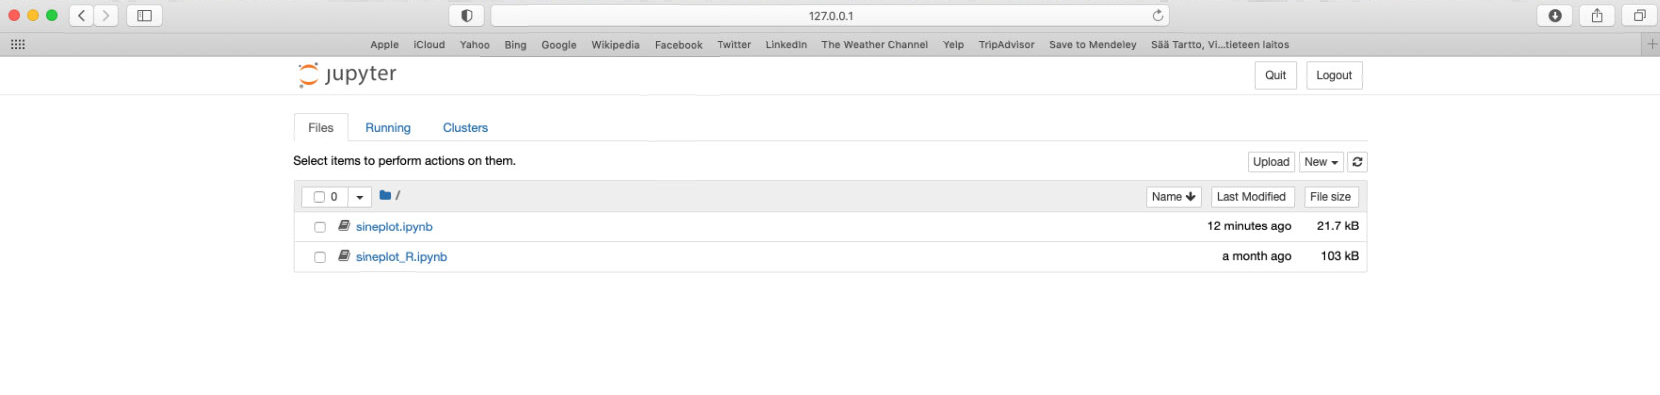 127.0.0.1
Apple iCloud Yahoo Bing Google Wikipedia Facebook Twitter LinkedIn The Weather Channel Yelp TripAdvisor Save to Mendeley Sää Tartto, Vi...tieteen laitos
jupyter Quit Logout
Files Running Clusters
Select items to perform actions on them. Upload New
0 / Name Last Modified File size
sineplot.ipynb 12 minutes ago 21.7 kB
sineplot_R.ipynb a month ago 103 kB